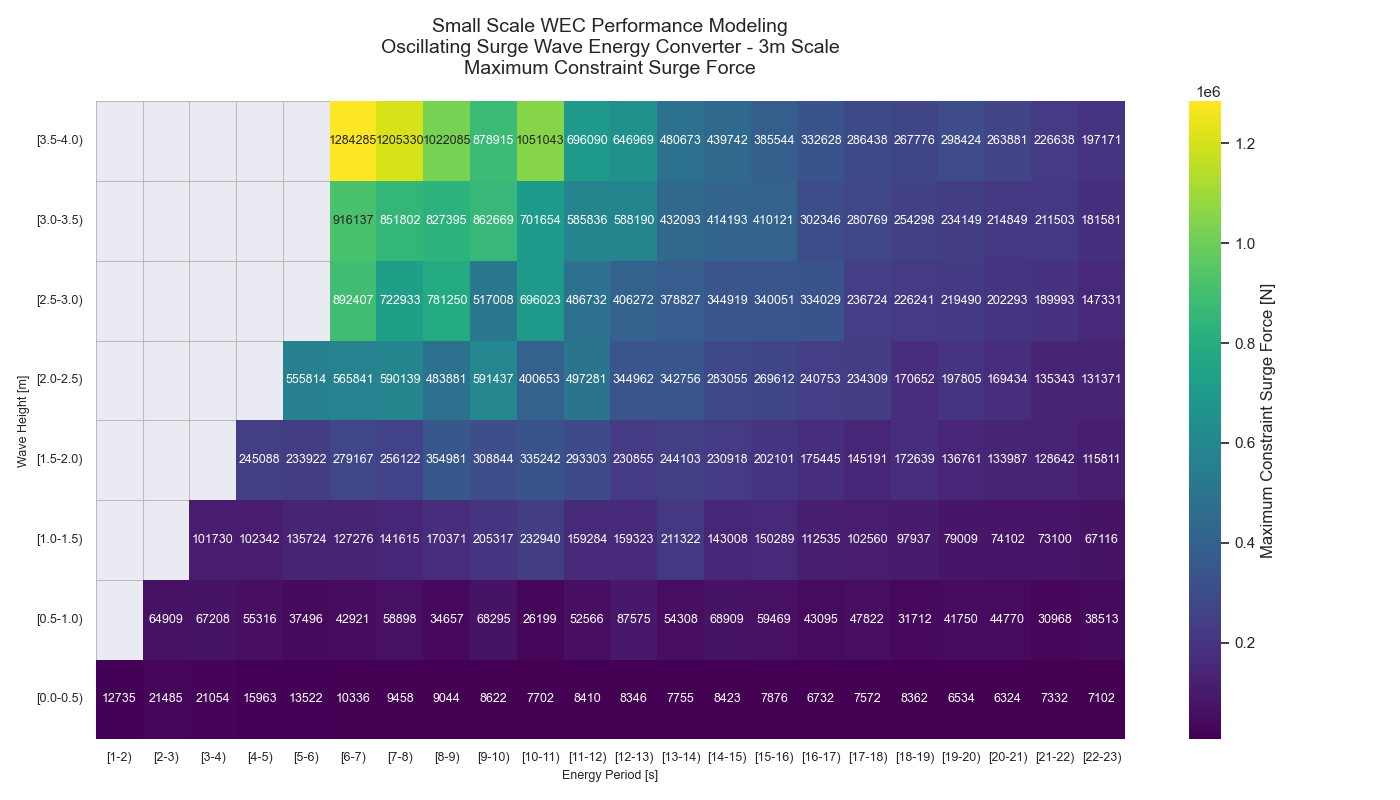 Small Scale WEC Performance Modeling
Oscillating Surge Wave Energy Converter - 3m Scale
Maximum Constraint Surge Force
1e6
[3.5-4.0) 1284285 1205330 1022085 878915 1051043 696090 646969 480673 439742 385544 332628 286438 267776 298424 263881 226638 197171
[3.0-3.5) 916137 851802 827395 862669 701654 585836 588190 432093 414193 410121 302346 280769 254298 234149 214849 211503 181581
[2.5-3.0) 892407 722933 781250 517008 696023 486732 406272 378827 344919 340051 334029 236724 226241 219490 202293 189993 147331
[2.0-2.5) 555814 565841 590139 483881 591437 400653 497281 344962 342756 283055 269612 240753 234309 170652 197805 169434 135343 131371
[1.5-2.0) 245088 233922 279167 256122 354981 308844 335242 293303 230855 244103 230918 202101 175445 145191 172639 136761 133987 128642 115811
[1.0-1.5) 101730 102342 135724 127276 141615 170371 205317 232940 159284 159323 211322 143008 150289 112535 102560 97937 79009 74102 73100 67116
[0.5-1.0) 64909 67208 55316 37496 42921 58898 34657 68295 26199 52566 87575 54308 68909 59469 43095 47822 31712 41750 44770 30968 38513
[0.0-0.5) 12735 21485 21054 15963 13522 10336 9458 9044 8622 7702 8410 8346 7755 8423 7876 6732 7572 8362 6534 6324 7332 7102
[1-2) [2-3) [3-4) [4-5) [5-6) [6-7) [7-8) [8-9) [9-10) [10-11) [11-12) [12-13) [13-14) [14-15) [15-16) [16-17) [17-18) [18-19) [19-20) [20-21) [21-22) [22-23)
Energy Period [s]
Wave Height [m]
1.2
1.0
0.8
0.6
0.4
0.2
Maximum Constraint Surge Force [N]